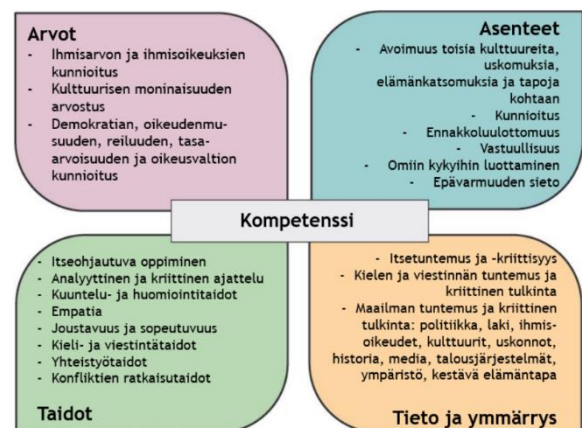 Arvot
- Ihmisarvon ja ihmisoikeuksien
kunnioitus
- Kulttuurisen moninaisuuden
arvostus
- Demokratian, oikeudenmu-
suuden, reiluuden, tasa-
arvoisuuden ja oikeusvaltion
kunnioitus
Asenteet
- Avoimuus toisia kulttuureita,
uskomuksia,
elämänkatsomuksia ja tapoja
kohtaan
- Kunnioitus
- Ennakkoluulottomuus
- Vastuullisuus
- Omiin kykyihin luottaminen
- Epävarmuuden sieto
Kompetenssi
- Itseohjautuva oppiminen
- Analyyttinen ja kriittinen ajattelu
- Kuuntelu- ja huomiointitaidot
- Empatia
- Joustavuus ja sopeutuvuus
- Kieli- ja viestintätaidot
- Yhteistyötaidot
- Konfliktien ratkaisutaidot
Taidot
- Itsetuntemus ja -kriittisyys
- Kielen ja viestinnän tuntemus ja
kriittinen tulkinta
- Maailman tuntemus ja kriittinen
tulkinta: politiikka, laki, ihmis-
oikeudet, kulttuurit, uskonnot,
historia, media, talousjärjestelmät,
ympäristö, kestävä elämäntapa
Tieto ja ymmärrys